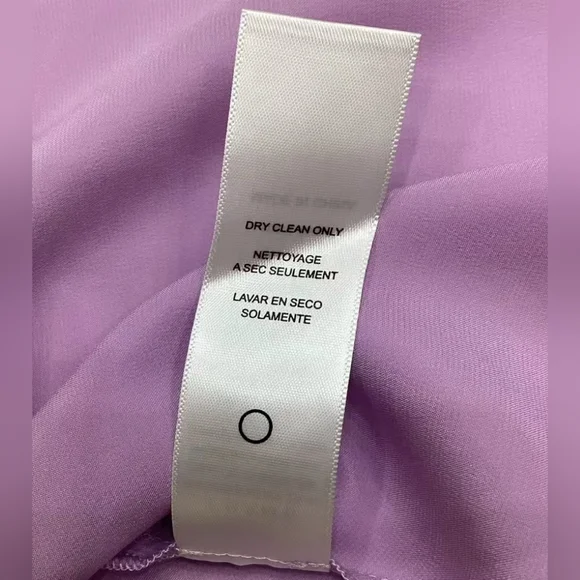 DRY CLEAN ONLY
NETTOYAGE
A SEC SEULEMENT
LAVAR EN SECO
SOLAMENTE